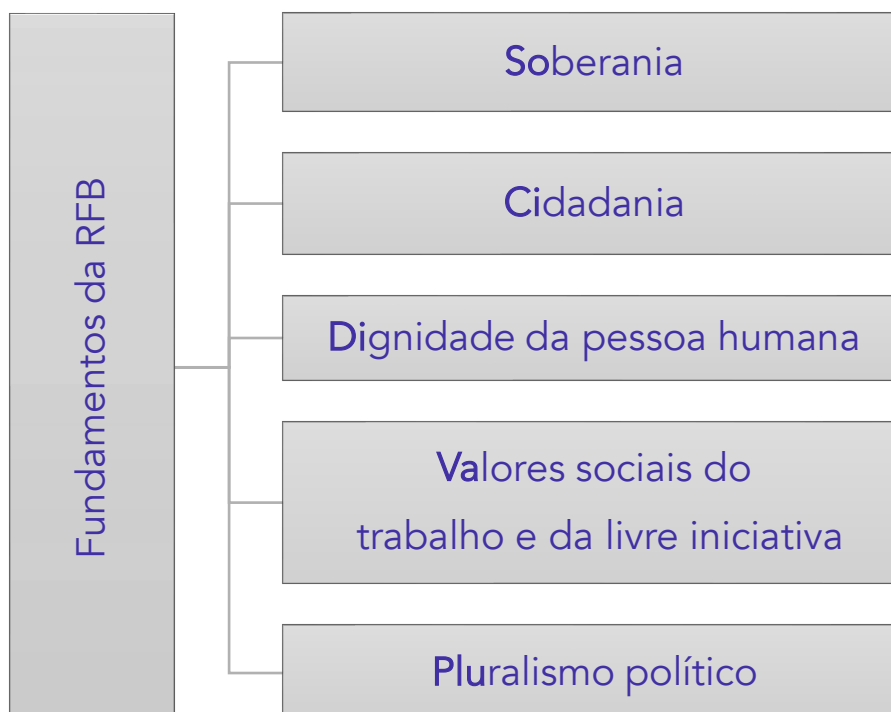 Fundamentos da RFB
Soberania
Cidadania
Dignidade da pessoa humana
Valores sociais do
trabalho e da livre iniciativa
Pluralismo político